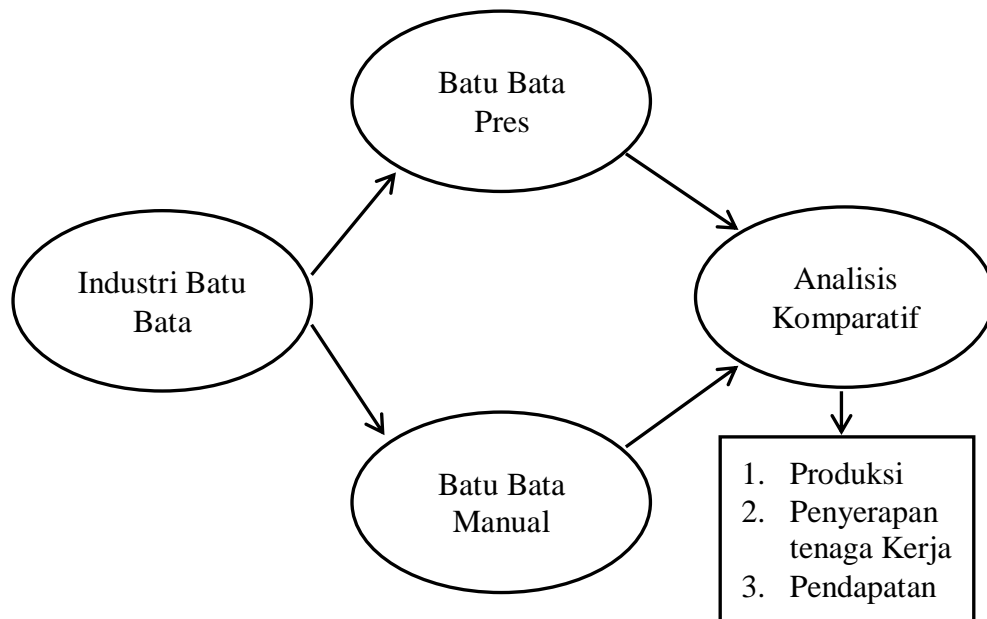 Batu Bata
Pres
Industri Batu
Bata
Analisis
Komparatif
Batu Bata
Manual
1. Produksi
2. Penyerapan
tenaga Kerja
3. Pendapatan